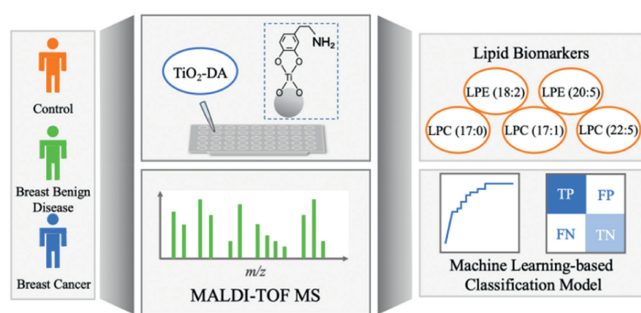 Control
Breast Benign
Disease
Breast Cancer
TiO₂-DA
NH₂
O
O
Ti
O
O
m/z
MALDI-TOF MS
Lipid Biomarkers
LPE (18:2)
LPE (20:5)
LPC (17:0)
LPC (17:1)
LPC (22:5)
TP
FP
FN
TN
Machine Learning-based
Classification Model